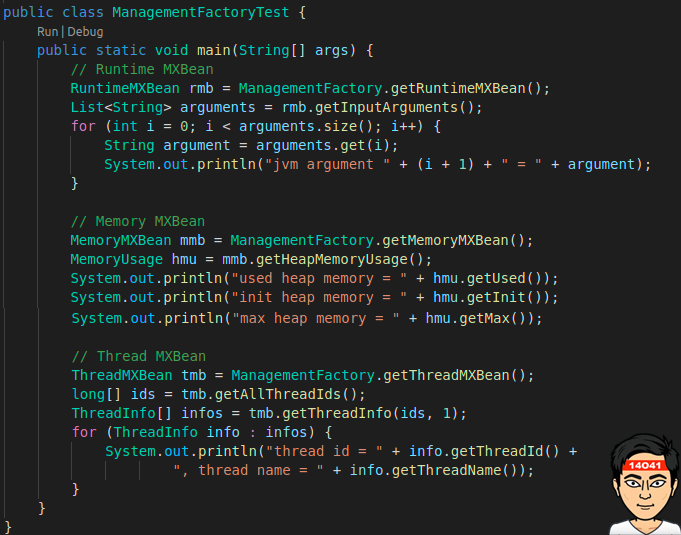 public class ManagementFactoryTest {
Run | Debug
public static void main(String[] args) {
// Runtime MXBean
RuntimeMXBean rmb = ManagementFactory.getRuntimeMXBean();
List<String> arguments = rmb.getInputArguments();
for (int i = 0; i < arguments.size(); i++) {
String argument = arguments.get(i);
System.out.println("jvm argument " + (i + 1) + " = " + argument);
}
// Memory MXBean
MemoryMXBean mmb = ManagementFactory.getMemoryMXBean();
MemoryUsage hmu = mmb.getHeapMemoryUsage();
System.out.println("used heap memory = " + hmu.getUsed());
System.out.println("init heap memory = " + hmu.getInit());
System.out.println("max heap memory = " + hmu.getMax());
// Thread MXBean
ThreadMXBean tmb = ManagementFactory.getThreadMXBean();
long[] ids = tmb.getAllThreadIds();
ThreadInfo[] infos = tmb.getThreadInfo(ids, 1);
for (ThreadInfo info : infos) {
System.out.println("thread id = " + info.getThreadId() +
", thread name = " + info.getThreadName());
}
}
}
14041